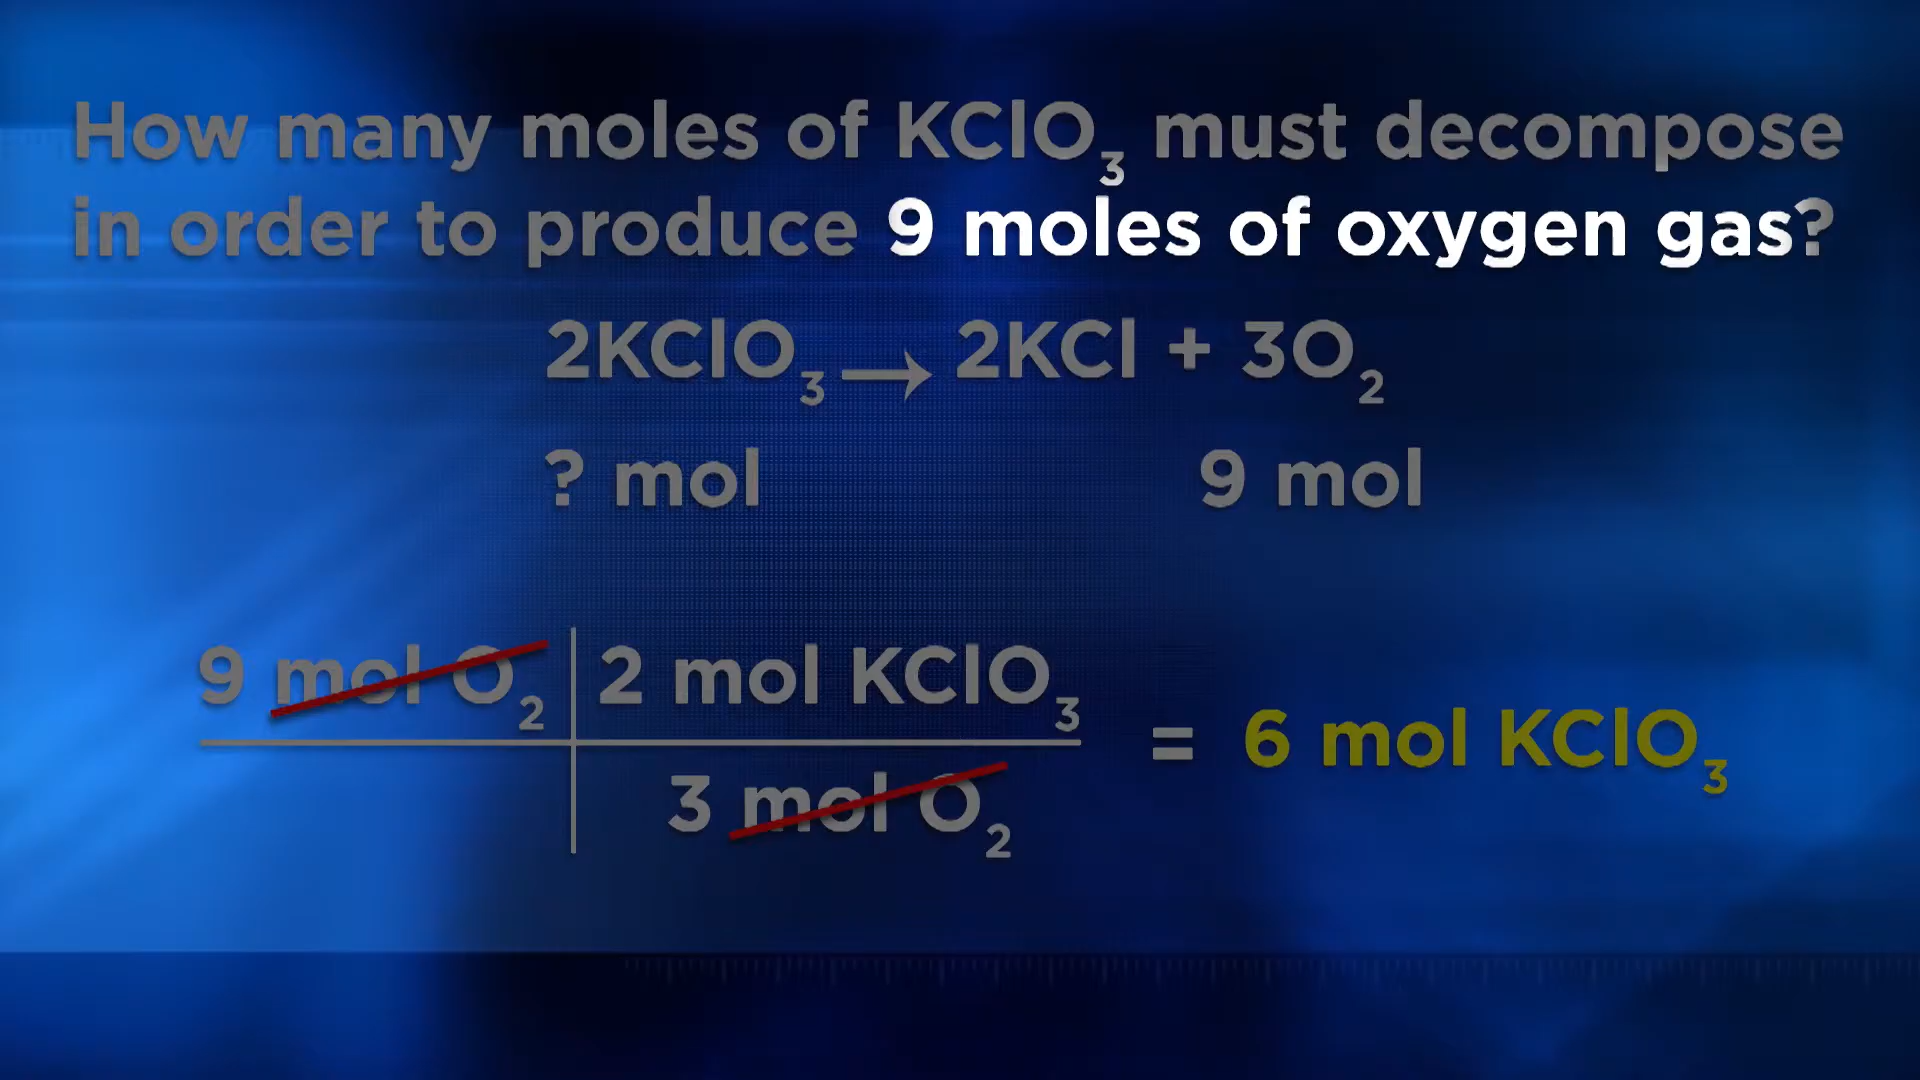 How many moles of KClO₃ must decompose
in order to produce 9 moles of oxygen gas?
2KClO₃ → 2KCl + 3O₂
? mol 9 mol
9 mol O₂ 2 mol KClO₃
= 6 mol KClO₃
3 mol O₂